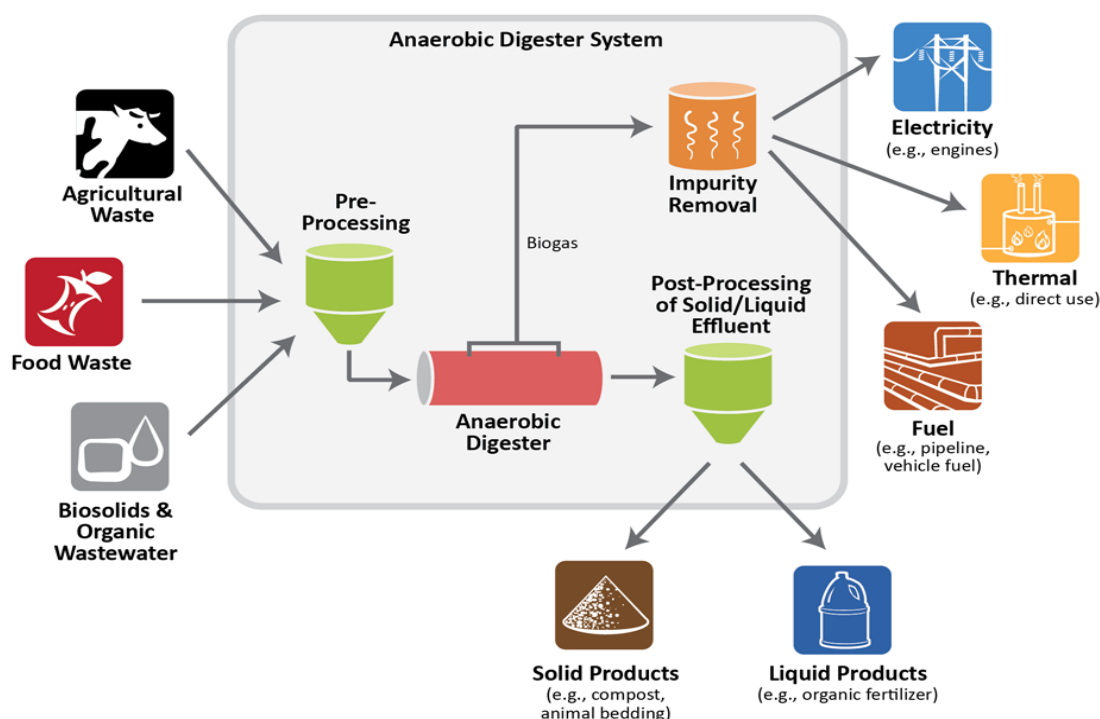 Anaerobic Digester System
Agricultural
Waste
Food Waste
Biosolids &
Organic
Wastewater
Pre-
Processing
Anaerobic
Digester
Biogas
Impurity
Removal
Post-Processing
of Solid/Liquid
Effluent
Electricity
(e.g., engines)
Thermal
(e.g., direct use)
Fuel
(e.g., pipeline,
vehicle fuel)
Solid Products
(e.g., compost,
animal bedding)
Liquid Products
(e.g., organic fertilizer)